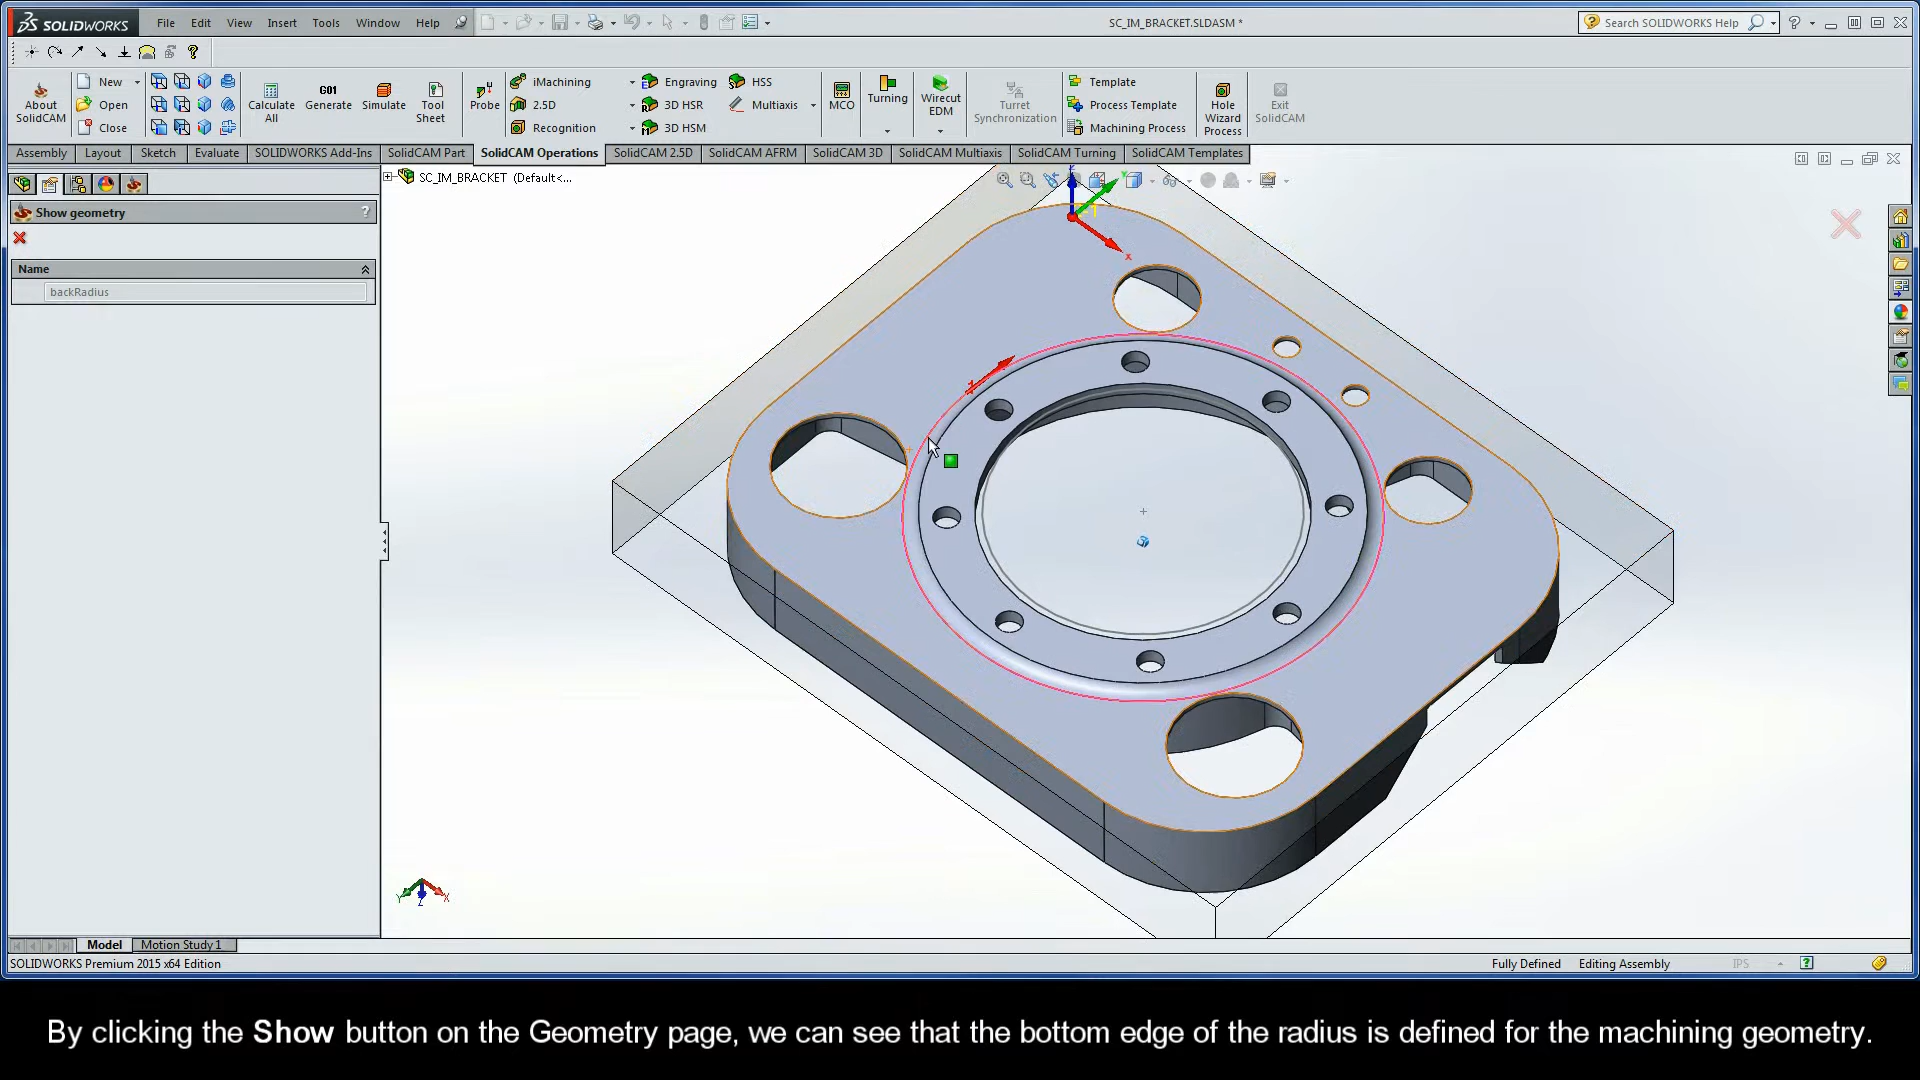 SOLIDWORKS File Edit View Insert Tools Window Help SC_IM_BRACKET.SLDASM * Search SOLIDWORKS Help
About SolidCAM
New
Open
Close
Calculate All
G01
Generate
Simulate
Tool Sheet
Probe
iMachining
2.5D
Recognition
Engraving
3D HSR
3D HSM
HSS
Multiaxis
MCO
Turning
Wirecut EDM
Turret Synchronization
Template
Process Template
Machining Process
Hole Wizard Process
Exit SolidCAM
Assembly Layout Sketch Evaluate SOLIDWORKS Add-Ins SolidCAM Part SolidCAM Operations SolidCAM 2.5D SolidCAM AFRM SolidCAM 3D SolidCAM Multiaxis SolidCAM Turning SolidCAM Templates
SC_IM_BRACKET (Default<...
Show geometry ?
Name
backRadius
Model Motion Study 1
SOLIDWORKS Premium 2015 x64 Edition Fully Defined Editing Assembly IPS
By clicking the Show button on the Geometry page, we can see that the bottom edge of the radius is defined for the machining geometry.